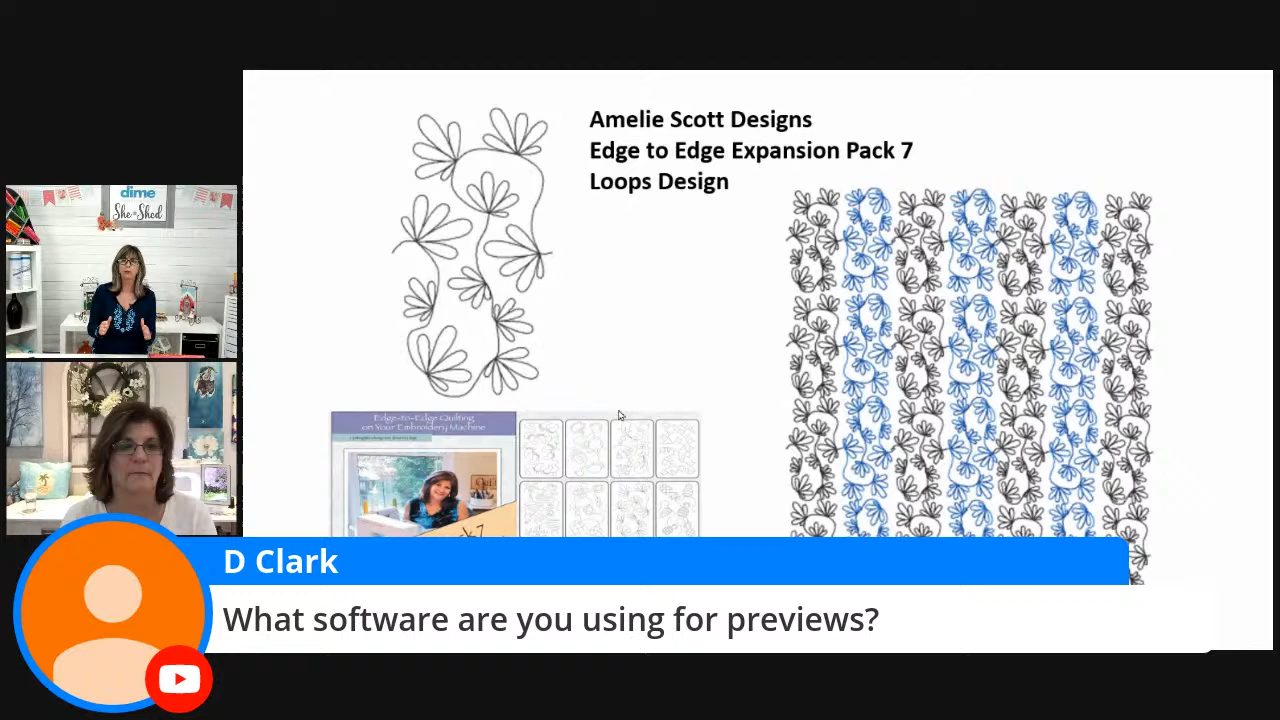 Amelie Scott Designs
Edge to Edge Expansion Pack 7
Loops Design
dime
She Shed
Edge-to-Edge Quilting
on Your Embroidery Machine
D Clark
What software are you using for previews?